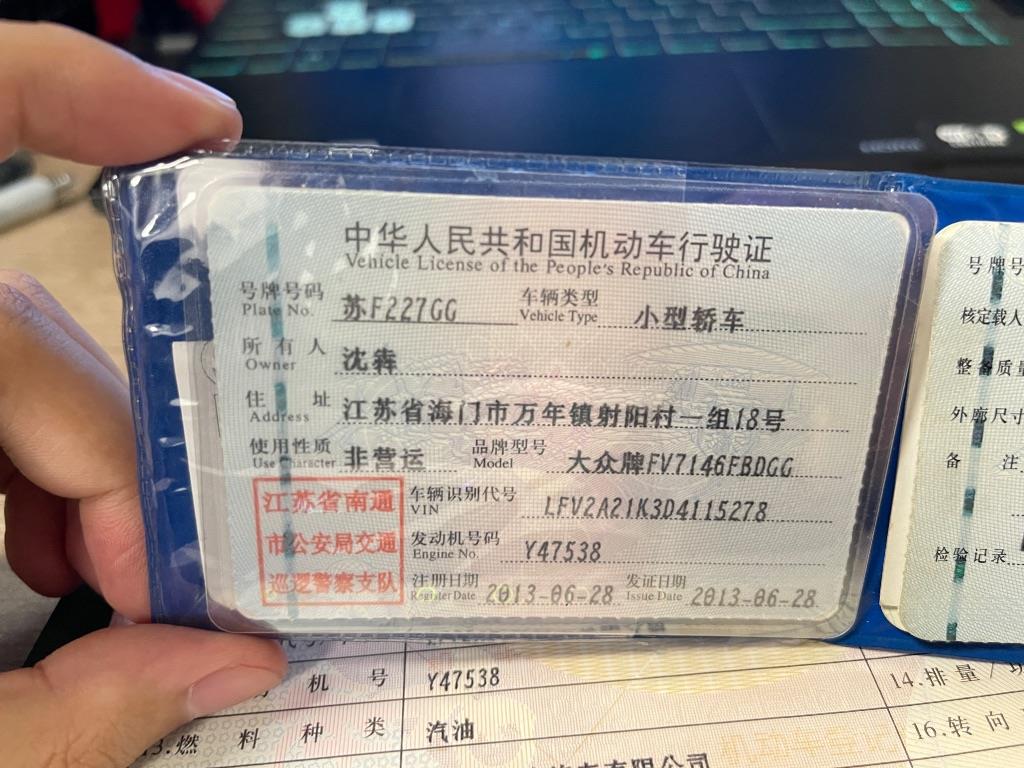 中华人民共和国机动车行驶证
Vehicle License of the People's Republic of China
号牌号码 苏F227GG 车辆类型 小型轿车
Plate No. Vehicle Type
所有人 沈犇
Owner
住址 江苏省海门市万年镇射阳村一组18号
Address
使用性质 非营运 品牌型号 大众牌FV7146FBDGG
Use Character Model
江苏省南通
市公安局交通
巡逻警察支队
车辆识别代号 LFV2A21K3D4115278
VIN
发动机号码 Y47538
Engine No.
注册日期 2013-06-28 发证日期 2013-06-28
Register Date Issue Date
号牌号
核定载人
整备质量
外廓尺寸
备注
检验记录
机号 Y47538 14.排量/
13.燃料种类 汽油 16.转向
有限公司